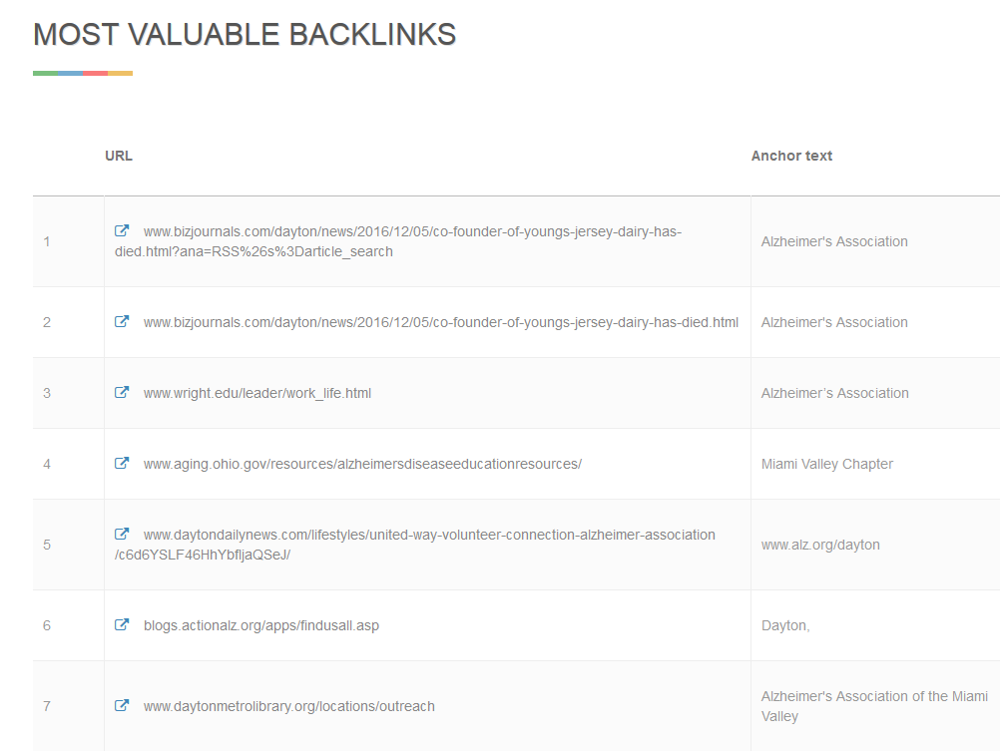 MOST VALUABLE BACKLINKS
URL Anchor text
1 www.bizjournals.com/dayton/news/2016/12/05/co-founder-of-youngs-jersey-dairy-has-
died.html?ana=RSS%26s%3Darticle_search Alzheimer's Association
2 www.bizjournals.com/dayton/news/2016/12/05/co-founder-of-youngs-jersey-dairy-has-died.html Alzheimer's Association
3 www.wright.edu/leader/work_life.html Alzheimer’s Association
4 www.aging.ohio.gov/resources/alzheimersdiseaseeducationresources/ Miami Valley Chapter
5 www.daytondailynews.com/lifestyles/united-way-volunteer-connection-alzheimer-association
/c6d6YSLF46HhYbfljaQSeJ/ www.alz.org/dayton
6 blogs.actionalz.org/apps/findusall.asp Dayton,
7 www.daytonmetrolibrary.org/locations/outreach Alzheimer's Association of the Miami
Valley